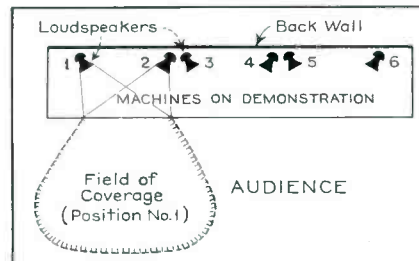 Loudspeakers Back Wall
1 2 3 4 5 6
MACHINES ON DEMONSTRATION
Field of
Coverage
(Position No.1)
AUDIENCE